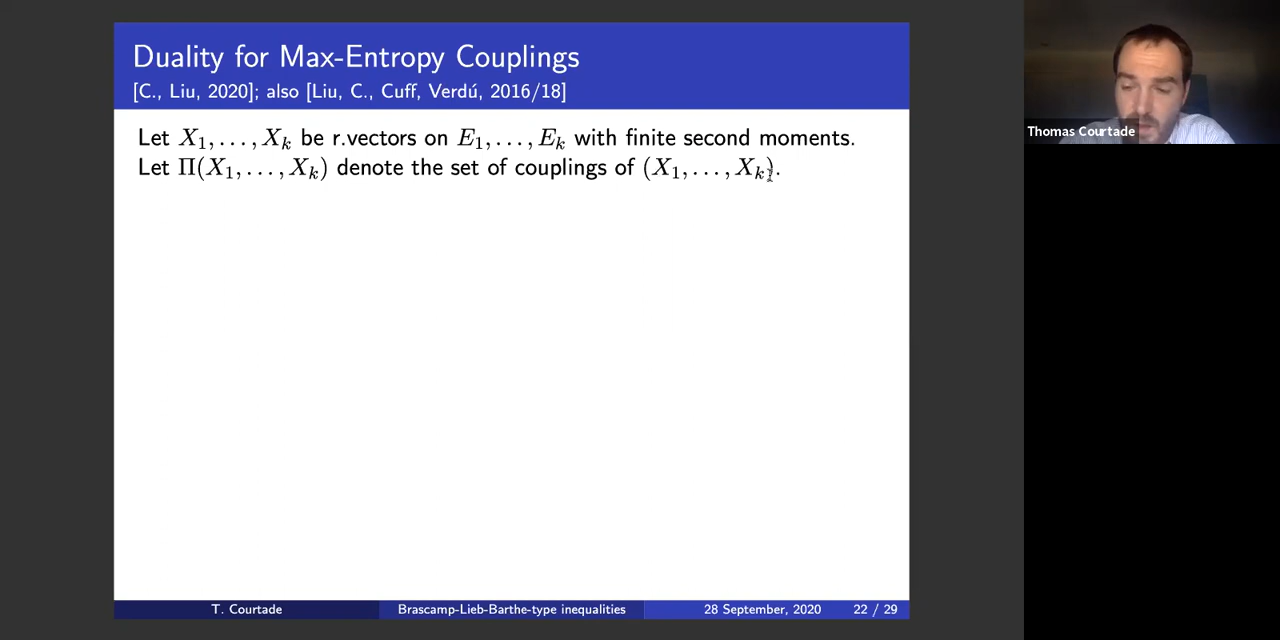 Duality for Max-Entropy Couplings
[C., Liu, 2020]; also [Liu, C., Cuff, Verdú, 2016/18]
Let X₁, . . . , Xₖ be r.vectors on E₁, . . . , Eₖ with finite second moments.
Let Π(X₁, . . . , Xₖ) denote the set of couplings of (X₁, . . . , Xₖ).
Thomas Courtade
T. Courtade Brascamp-Lieb-Barthe-type inequalities 28 September, 2020 22 / 29